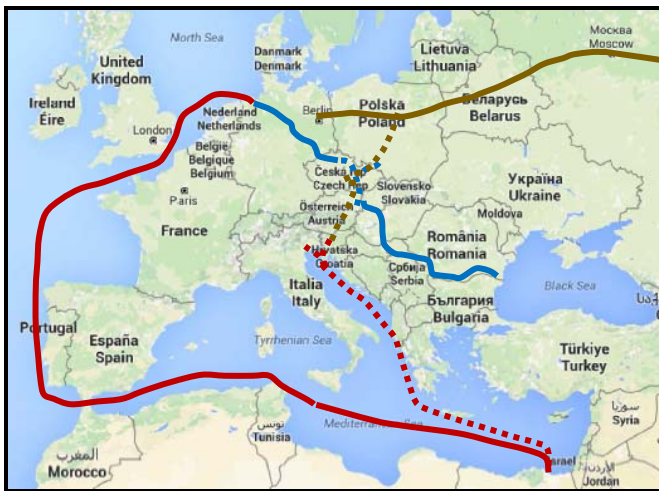 North Sea
Danmark
Denmark
Lietuva
Lithuania
Москва
Moscow
United
Kingdom
Ireland
Éire
London
Nederland
Netherlands
Berlin
Polska
Poland
Беларусь
Belarus
België
Belgique
Belgium
Česká rep
Czech Rep
Slovensko
Slovakia
Україна
Ukraine
Paris
Österreich
Austria
Moldova
France
România
Romania
Hrvatska
Croatia
Србија
Serbia
Italia
Italy
България
Bulgaria
Black Sea
Portugal
España
Spain
Tyrrhenian Sea
Türkiye
Turkey
Mediterranean Sea
تونس
Tunisia
سوريا
Syria
المغرب
Morocco
Israel
الأردن
Jordan